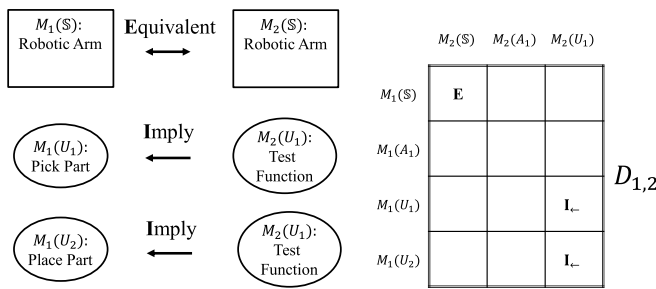 M₁(𝕊):
Robotic Arm
Equivalent
M₂(𝕊):
Robotic Arm
M₁(U₁):
Pick Part
Imply
M₂(U₁):
Test
Function
M₁(U₂):
Place Part
Imply
M₂(U₁):
Test
Function
M₂(𝕊) M₂(A₁) M₂(U₁)
M₁(𝕊) E
M₁(A₁)
M₁(U₁) I←
M₁(U₂) I←
D₁,₂